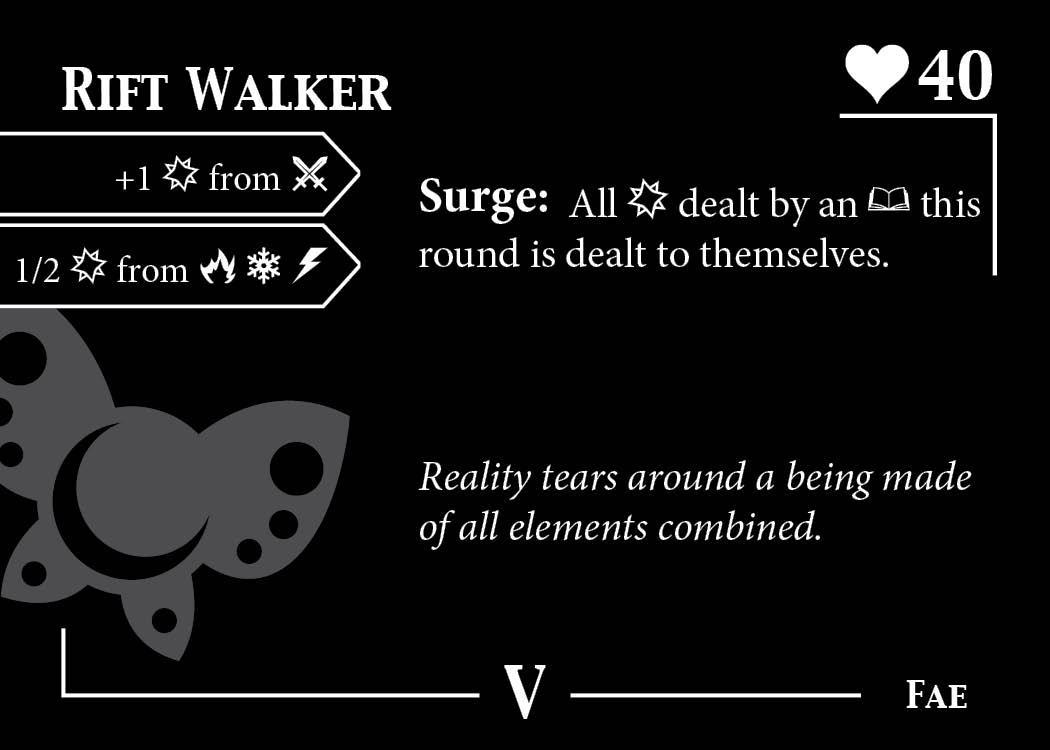 Rift Walker
40
+1 from
1/2 from
Surge: All dealt by an this
round is dealt to themselves.
Reality tears around a being made
of all elements combined.
V
Fae